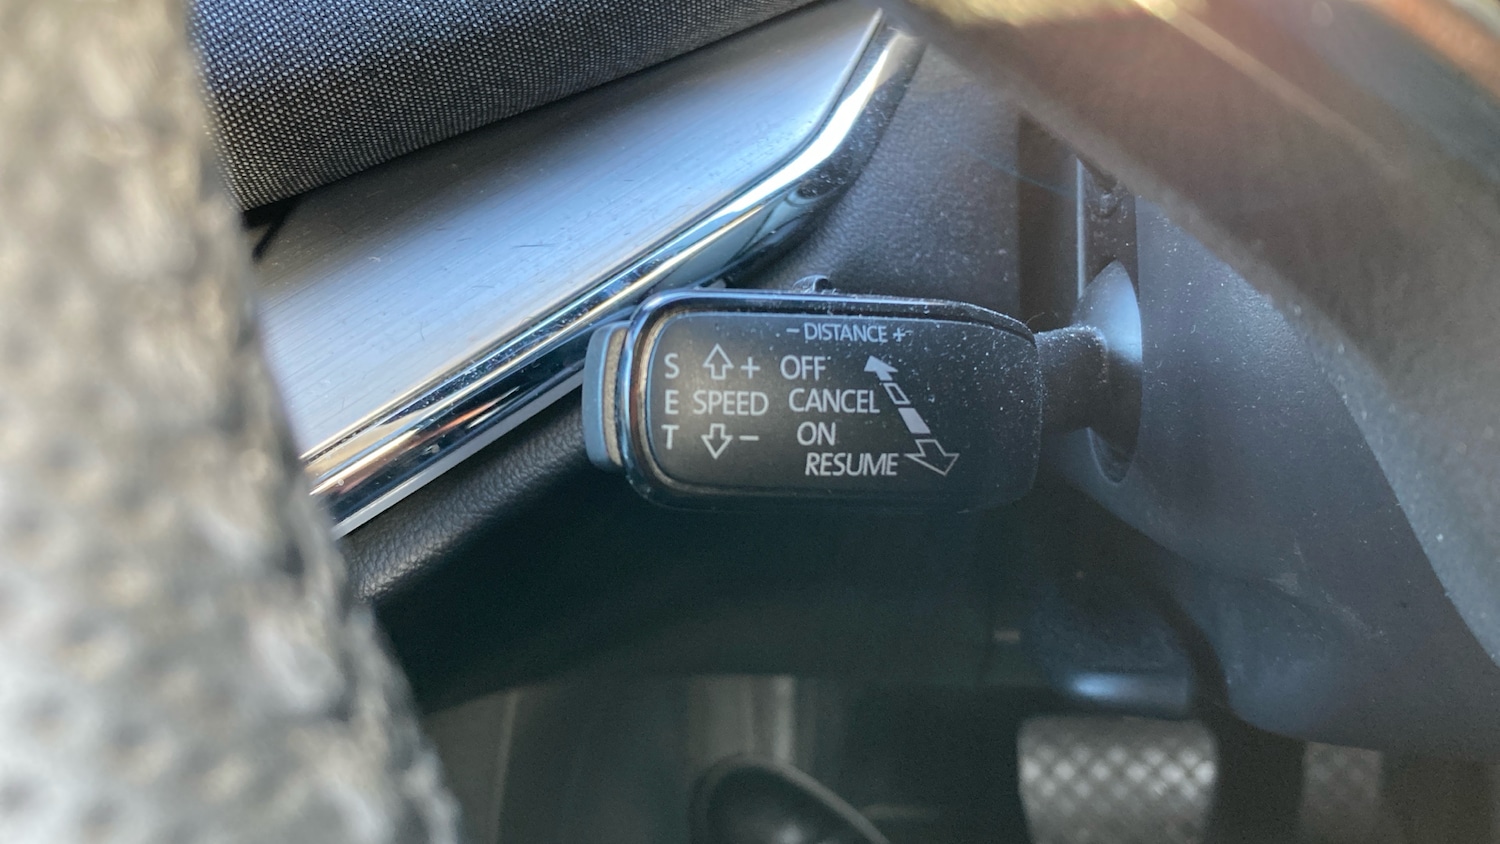 - DISTANCE +
S + OFF
E SPEED CANCEL
T - ON
RESUME